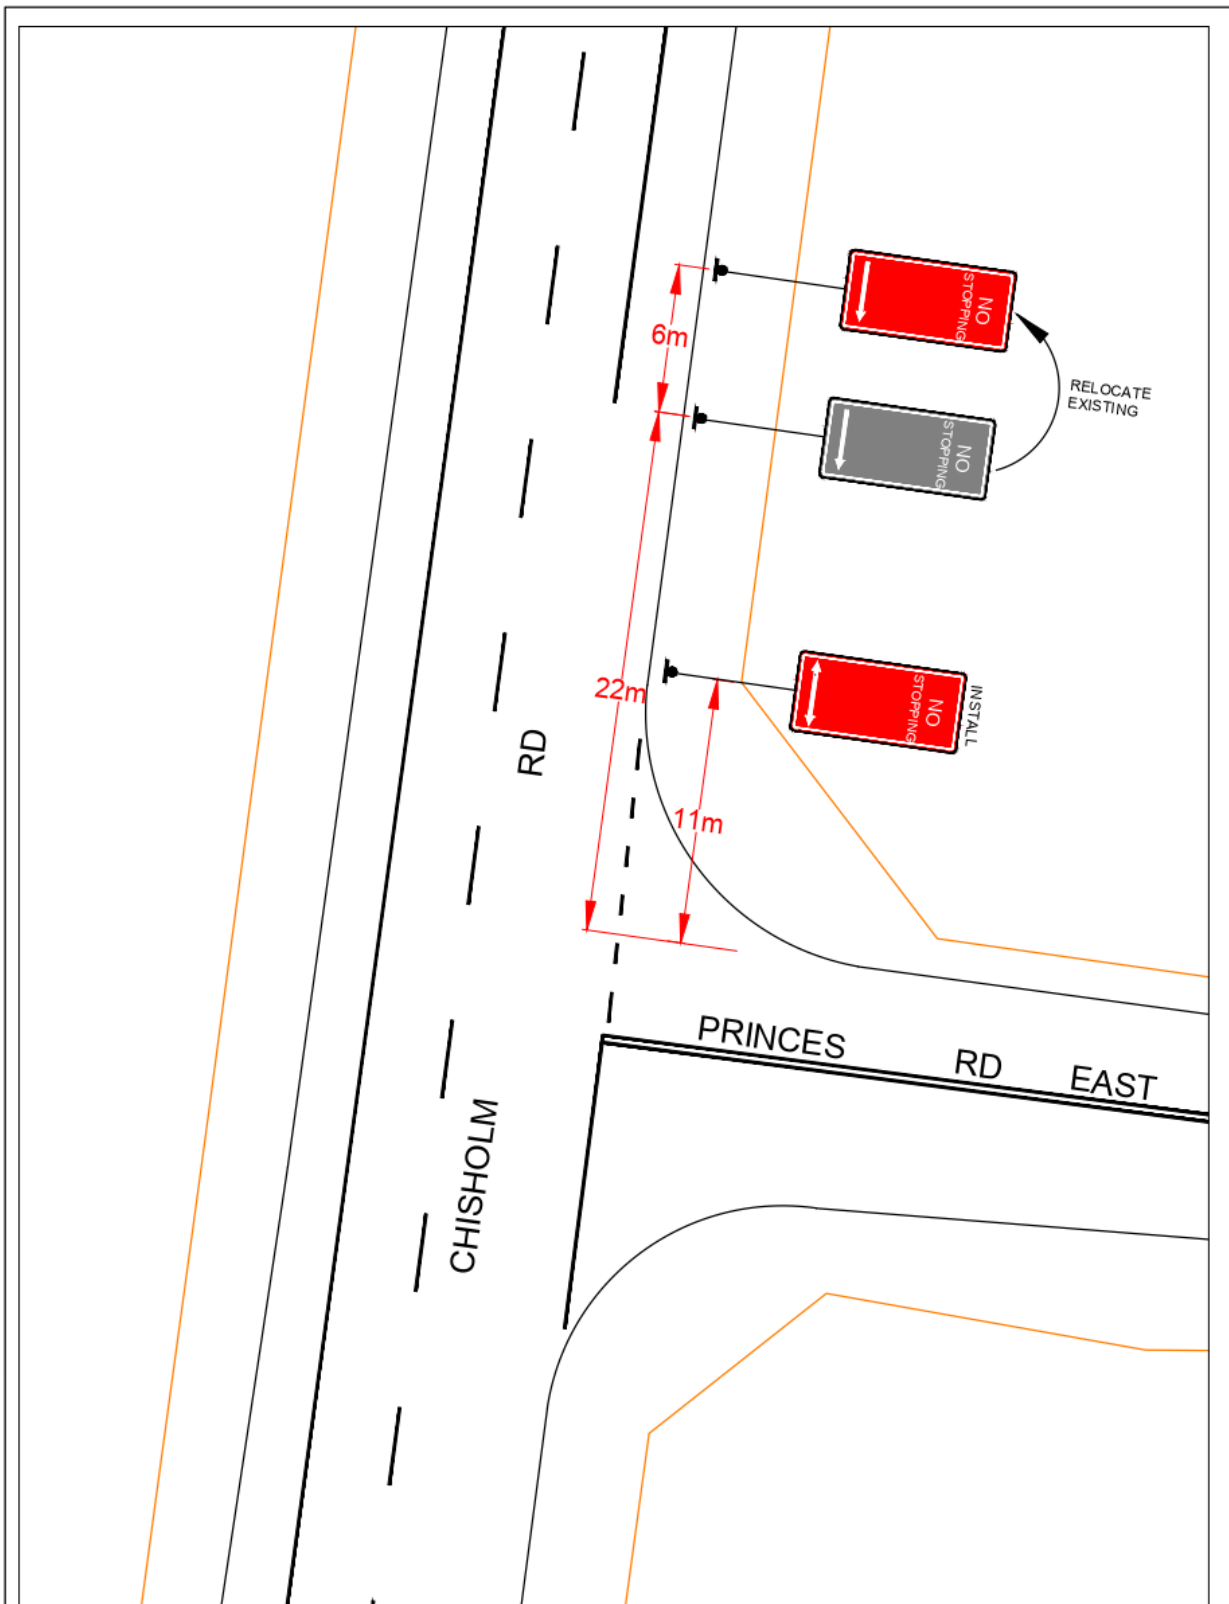 NO
STOPPING
6m
RELOCATE
EXISTING
NO
STOPPING
NO
STOPPING
INSTALL
22m
RD
11m
PRINCES RD EAST
CHISHOLM